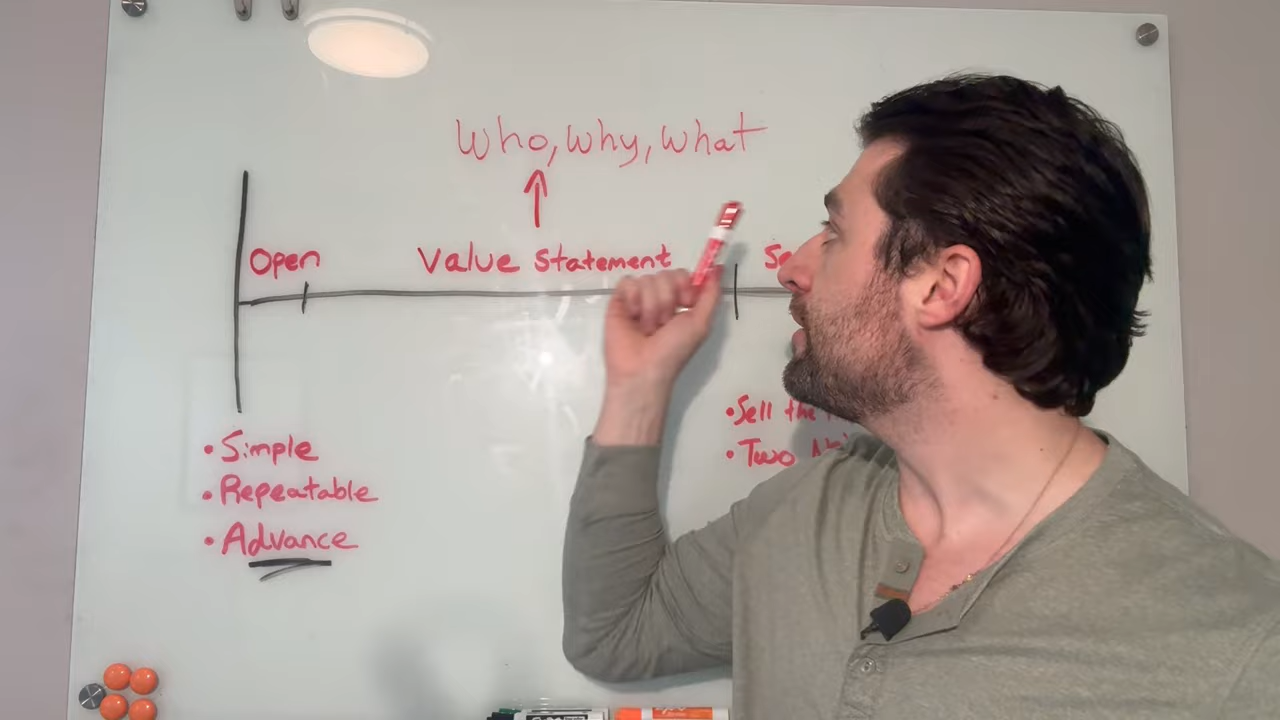 Who, Why, What
Open
Value Statement
• Simple
• Repeatable
• Advance
• Sell the
• Two